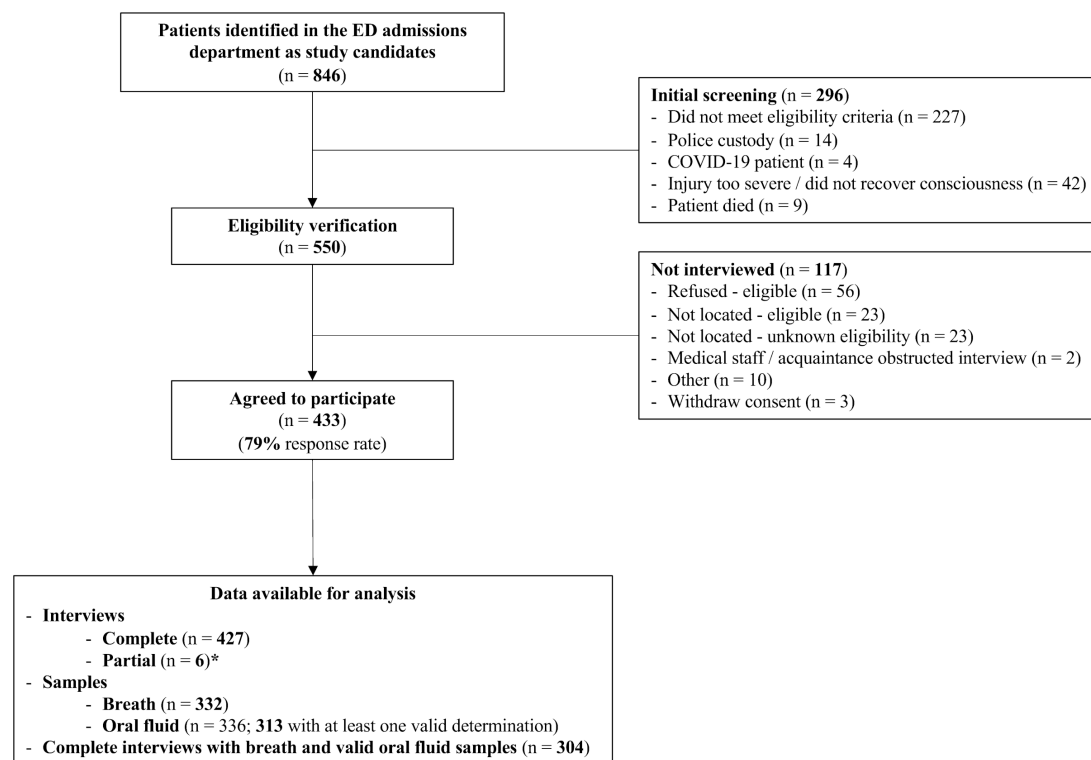 Patients identified in the ED admissions
department as study candidates
(n = 846)
Initial screening (n = 296)
- Did not meet eligibility criteria (n = 227)
- Police custody (n = 14)
- COVID-19 patient (n = 4)
- Injury too severe / did not recover consciousness (n = 42)
- Patient died (n = 9)
Eligibility verification
(n = 550)
Not interviewed (n = 117)
- Refused - eligible (n = 56)
- Not located - eligible (n = 23)
- Not located - unknown eligibility (n = 23)
- Medical staff / acquaintance obstructed interview (n = 2)
- Other (n = 10)
- Withdraw consent (n = 3)
Agreed to participate
(n = 433)
(79% response rate)
Data available for analysis
- Interviews
- Complete (n = 427)
- Partial (n = 6)*
- Samples
- Breath (n = 332)
- Oral fluid (n = 336; 313 with at least one valid determination)
- Complete interviews with breath and valid oral fluid samples (n = 304)